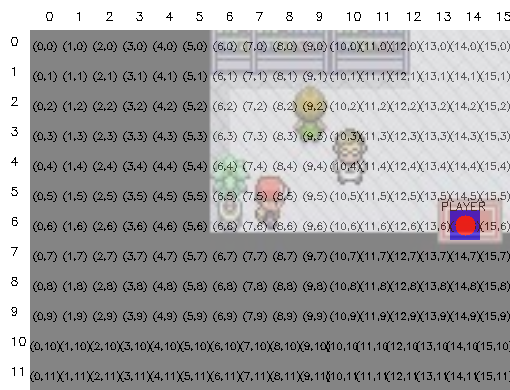 0 1 2 3 4 5 6 7 8 9 10 11 12 13 14 15
0 (0,0) (1,0) (2,0) (3,0) (4,0) (5,0) (6,0) (7,0) (8,0) (9,0) (10,0) (11,0) (12,0) (13,0) (14,0) (15,0)
1 (0,1) (1,1) (2,1) (3,1) (4,1) (5,1) (6,1) (7,1) (8,1) (9,1) (10,1) (11,1) (12,1) (13,1) (14,1) (15,1)
2 (0,2) (1,2) (2,2) (3,2) (4,2) (5,2) (6,2) (7,2) (8,2) (9,2) (10,2) (11,2) (12,2) (13,2) (14,2) (15,2)
3 (0,3) (1,3) (2,3) (3,3) (4,3) (5,3) (6,3) (7,3) (8,3) (9,3) (10,3) (11,3) (12,3) (13,3) (14,3) (15,3)
4 (0,4) (1,4) (2,4) (3,4) (4,4) (5,4) (6,4) (7,4) (8,4) (9,4) (10,4) (11,4) (12,4) (13,4) (14,4) (15,4)
5 (0,5) (1,5) (2,5) (3,5) (4,5) (5,5) (6,5) (7,5) (8,5) (9,5) (10,5) (11,5) (12,5) (13,5) (14,5) (15,5)
PLAYER
6 (0,6) (1,6) (2,6) (3,6) (4,6) (5,6) (6,6) (7,6) (8,6) (9,6) (10,6) (11,6) (12,6) (13,6) (15,6)
7 (0,7) (1,7) (2,7) (3,7) (4,7) (5,7) (6,7) (7,7) (8,7) (9,7) (10,7) (11,7) (12,7) (13,7) (14,7) (15,7)
8 (0,8) (1,8) (2,8) (3,8) (4,8) (5,8) (6,8) (7,8) (8,8) (9,8) (10,8) (11,8) (12,8) (13,8) (14,8) (15,8)
9 (0,9) (1,9) (2,9) (3,9) (4,9) (5,9) (6,9) (7,9) (8,9) (9,9) (10,9) (11,9) (12,9) (13,9) (14,9) (15,9)
10 (0,10) (1,10) (2,10) (3,10) (4,10) (5,10) (6,10) (7,10) (8,10) (9,10) (10,10) (11,10) (12,10) (13,10) (14,10) (15,10)
11 (0,11) (1,11) (2,11) (3,11) (4,11) (5,11) (6,11) (7,11) (8,11) (9,11) (10,11) (11,11) (12,11) (13,11) (14,11) (15,11)